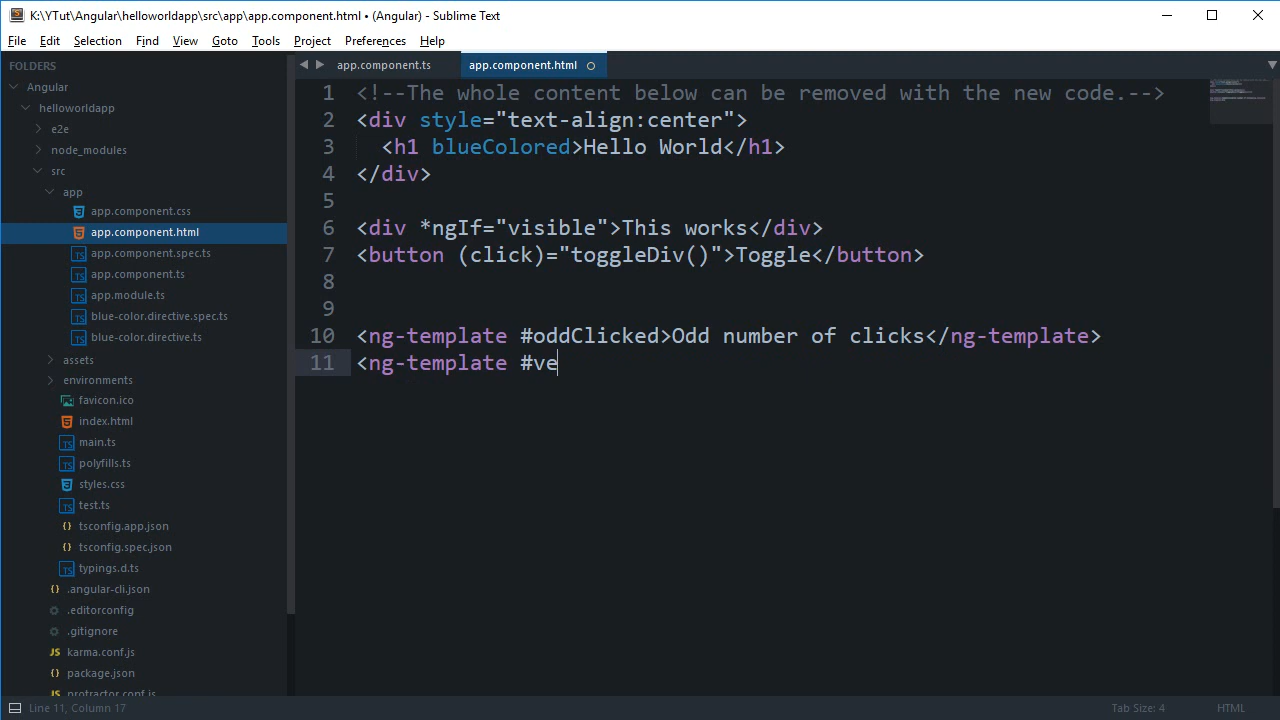 K:\YTut\Angular\helloworldapp\src\app\app.component.html • (Angular) - Sublime Text
File Edit Selection Find View Goto Tools Project Preferences Help
FOLDERS
Angular
helloworldapp
e2e
node_modules
src
app
app.component.css
app.component.html
app.component.spec.ts
app.component.ts
app.module.ts
blue-color.directive.spec.ts
blue-color.directive.ts
assets
environments
favicon.ico
index.html
main.ts
polyfills.ts
styles.css
test.ts
tsconfig.app.json
tsconfig.spec.json
typings.d.ts
.angular-cli.json
.editorconfig
.gitignore
karma.conf.js
package.json
protractor.conf.js
app.component.ts app.component.html
1 <!--The whole content below can be removed with the new code.-->
2 <div style="text-align:center">
3 <h1 blueColored>Hello World</h1>
4 </div>
5
6 <div *ngIf="visible">This works</div>
7 <button (click)="toggleDiv()">Toggle</button>
8
9
10 <ng-template #oddClicked>Odd number of clicks</ng-template>
11 <ng-template #ve
Line 11, Column 17 Tab Size: 4 HTML